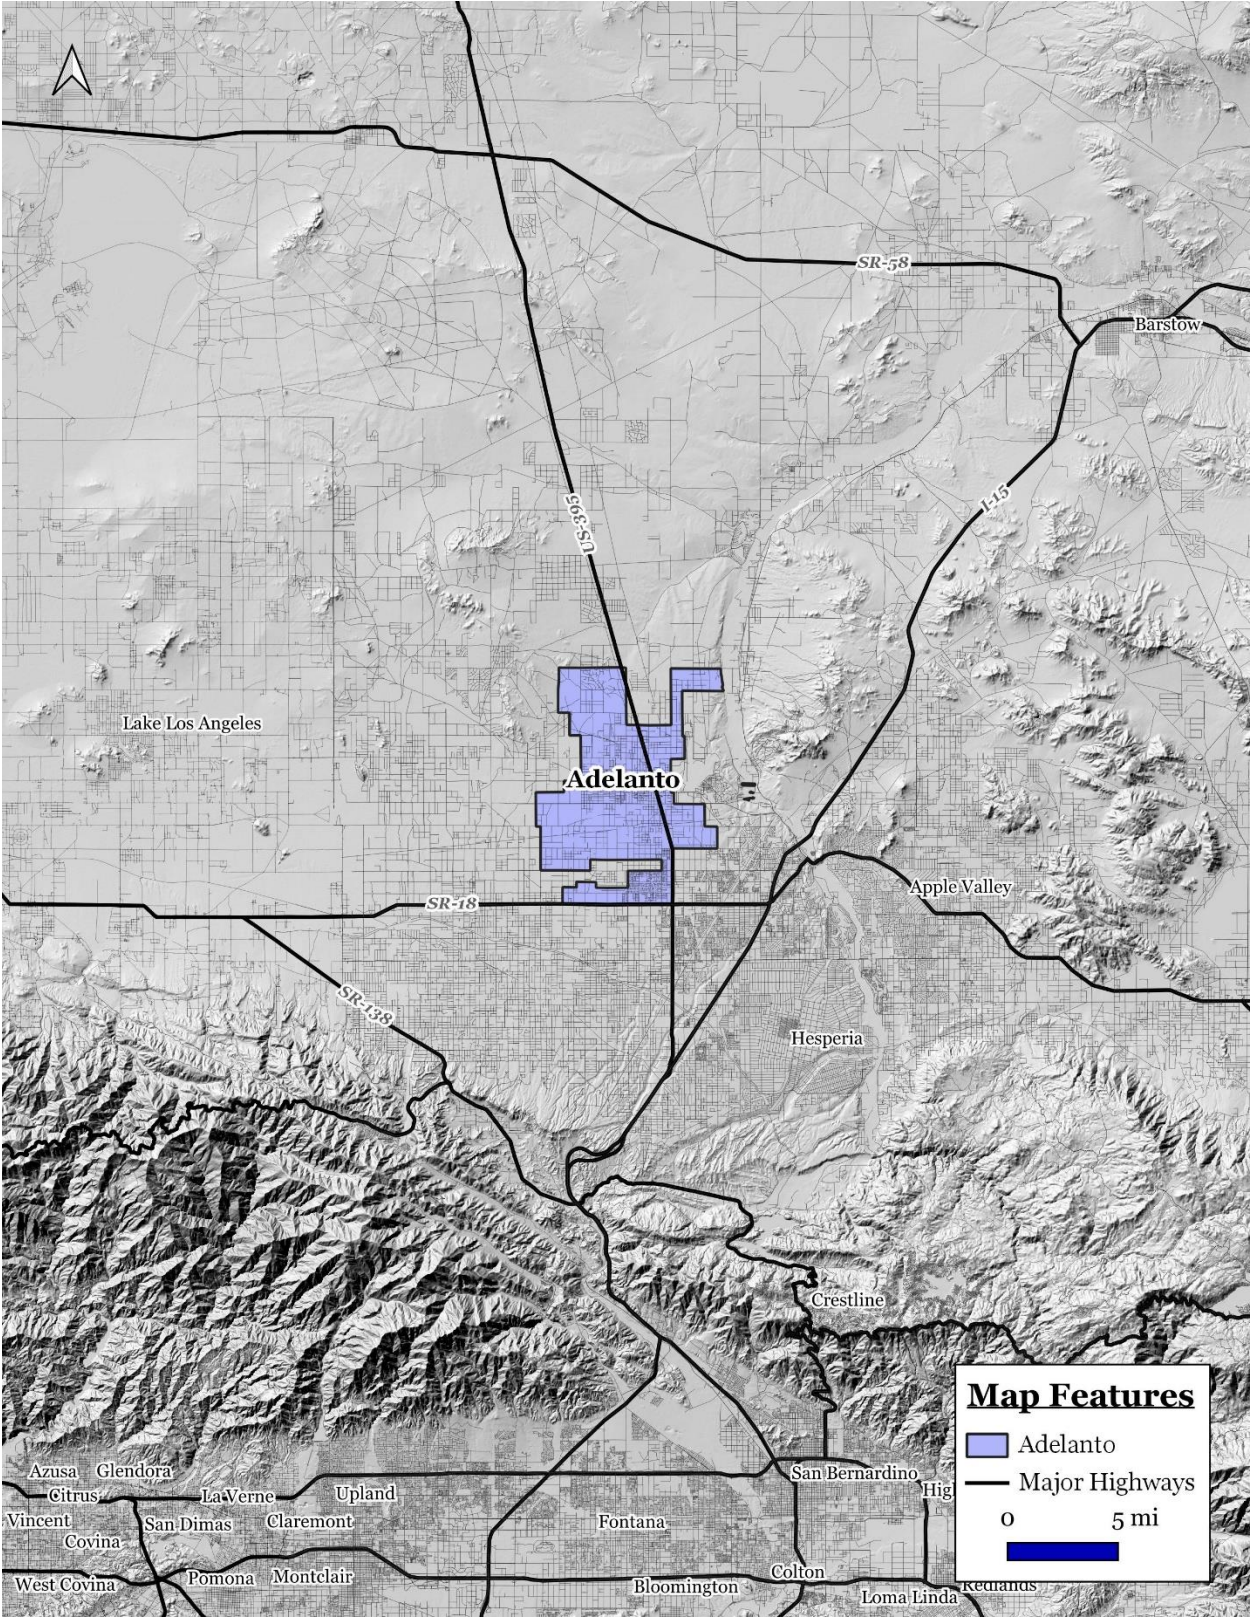 SR-58
Barstow
US-395
I-15
Lake Los Angeles
Adelanto
Apple Valley
SR-18
SR-138
Hesperia
Crestline
Map Features
Adelanto
Major Highways
0 5 mi
Azusa Glendora
Citrus La Verne Upland
San Bernardino
Hig
Vincent San Dimas Claremont Fontana
Covina
West Covina Pomona Montclair
Bloomington Colton
Loma Linda Redlands